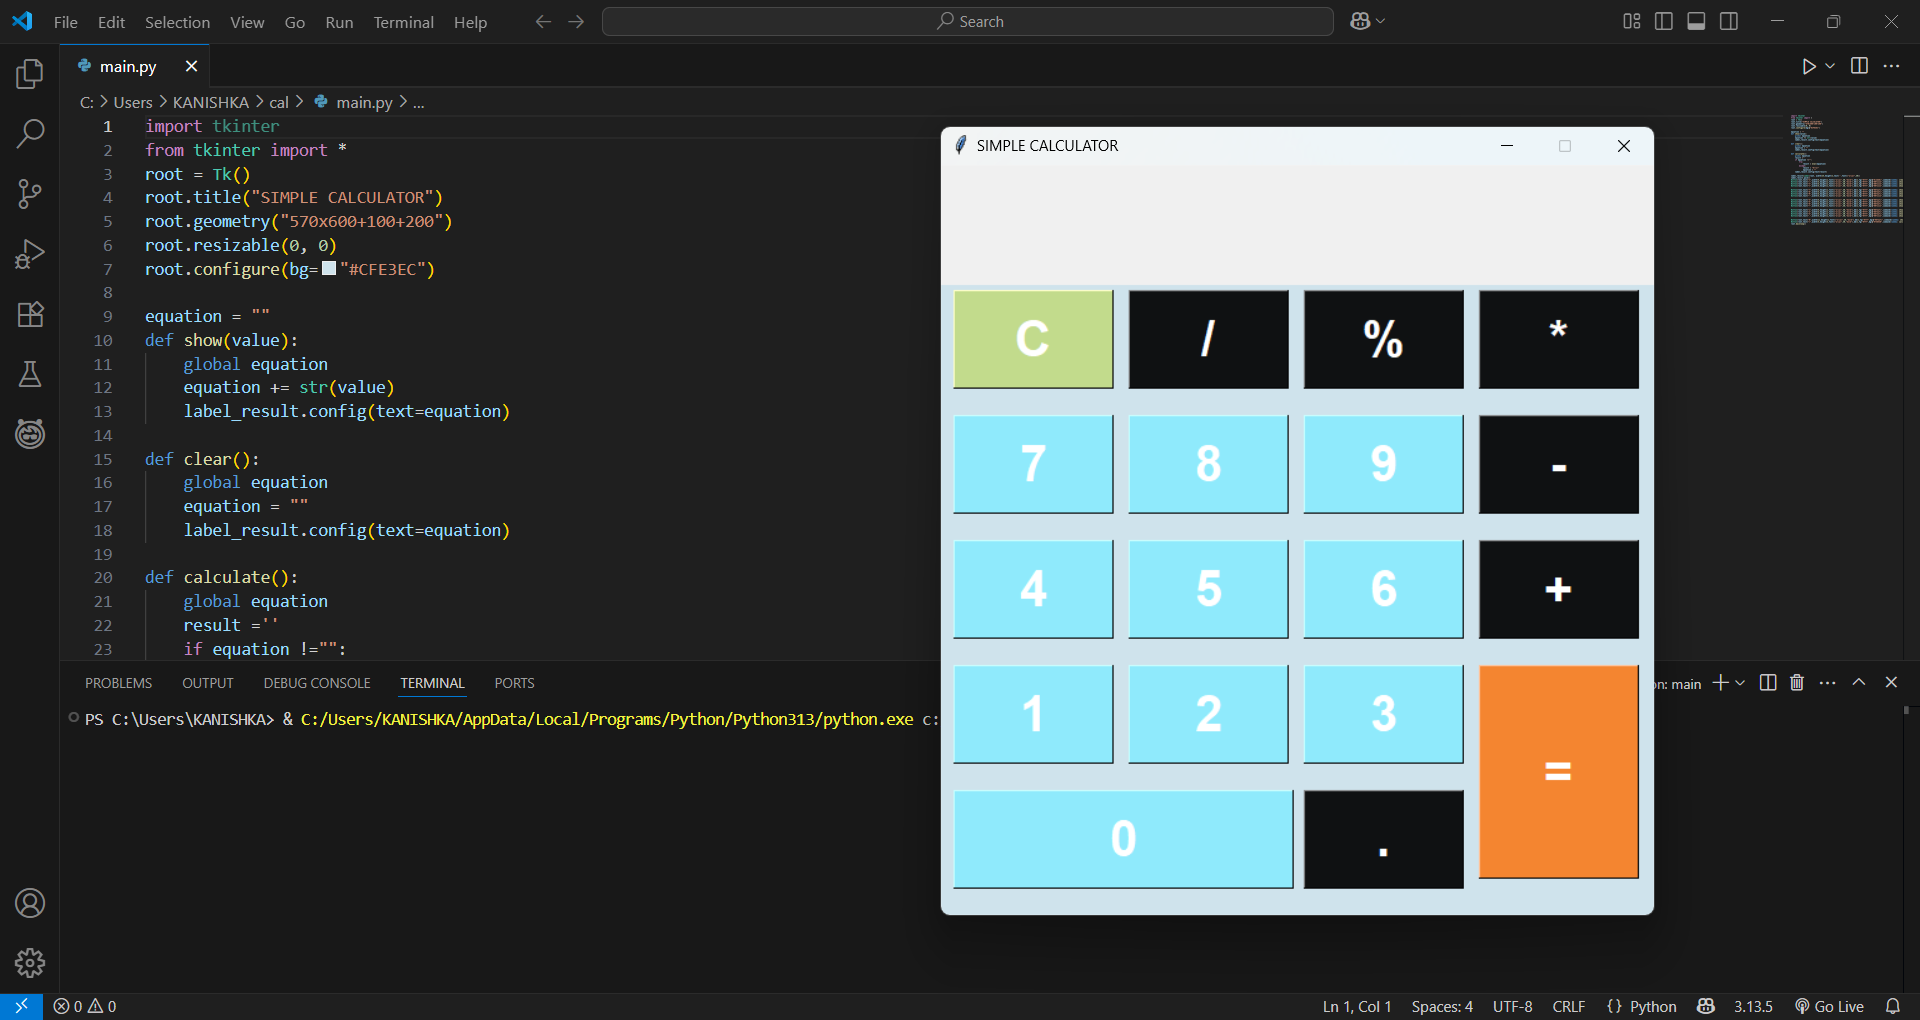 File Edit Selection View Go Run Terminal Help Search
main.py
C: > Users > KANISHKA > cal > main.py > ...
1 import tkinter
2 from tkinter import *
3 root = Tk()
4 root.title("SIMPLE CALCULATOR")
5 root.geometry("570x600+100+200")
6 root.resizable(0, 0)
7 root.configure(bg="#CFE3EC")
8
9 equation = ""
10 def show(value):
11 global equation
12 equation += str(value)
13 label_result.config(text=equation)
14
15 def clear():
16 global equation
17 equation = ""
18 label_result.config(text=equation)
19
20 def calculate():
21 global equation
22 result =''
23 if equation !="":
SIMPLE CALCULATOR
C / % *
7 8 9 -
4 5 6 +
1 2 3 =
0 .
PROBLEMS OUTPUT DEBUG CONSOLE TERMINAL PORTS
on: main
PS C:\Users\KANISHKA> & C:/Users/KANISHKA/AppData/Local/Programs/Python/Python313/python.exe c:
0 0 Ln 1, Col 1 Spaces: 4 UTF-8 CRLF {} Python 3.13.5 Go Live